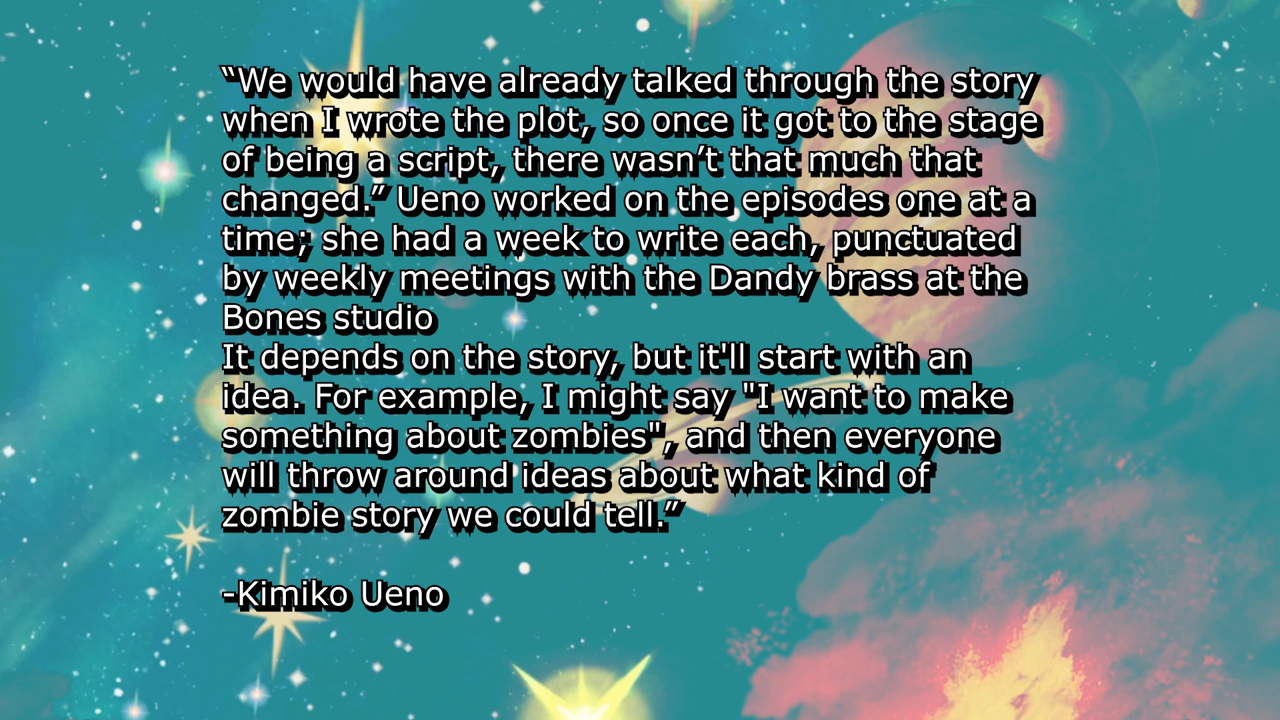 “We would have already talked through the story
when I wrote the plot, so once it got to the stage
of being a script, there wasn’t that much that
changed.” Ueno worked on the episodes one at a
time; she had a week to write each, punctuated
by weekly meetings with the Dandy brass at the
Bones studio
It depends on the story, but it'll start with an
idea. For example, I might say "I want to make
something about zombies", and then everyone
will throw around ideas about what kind of
zombie story we could tell.”
-Kimiko Ueno